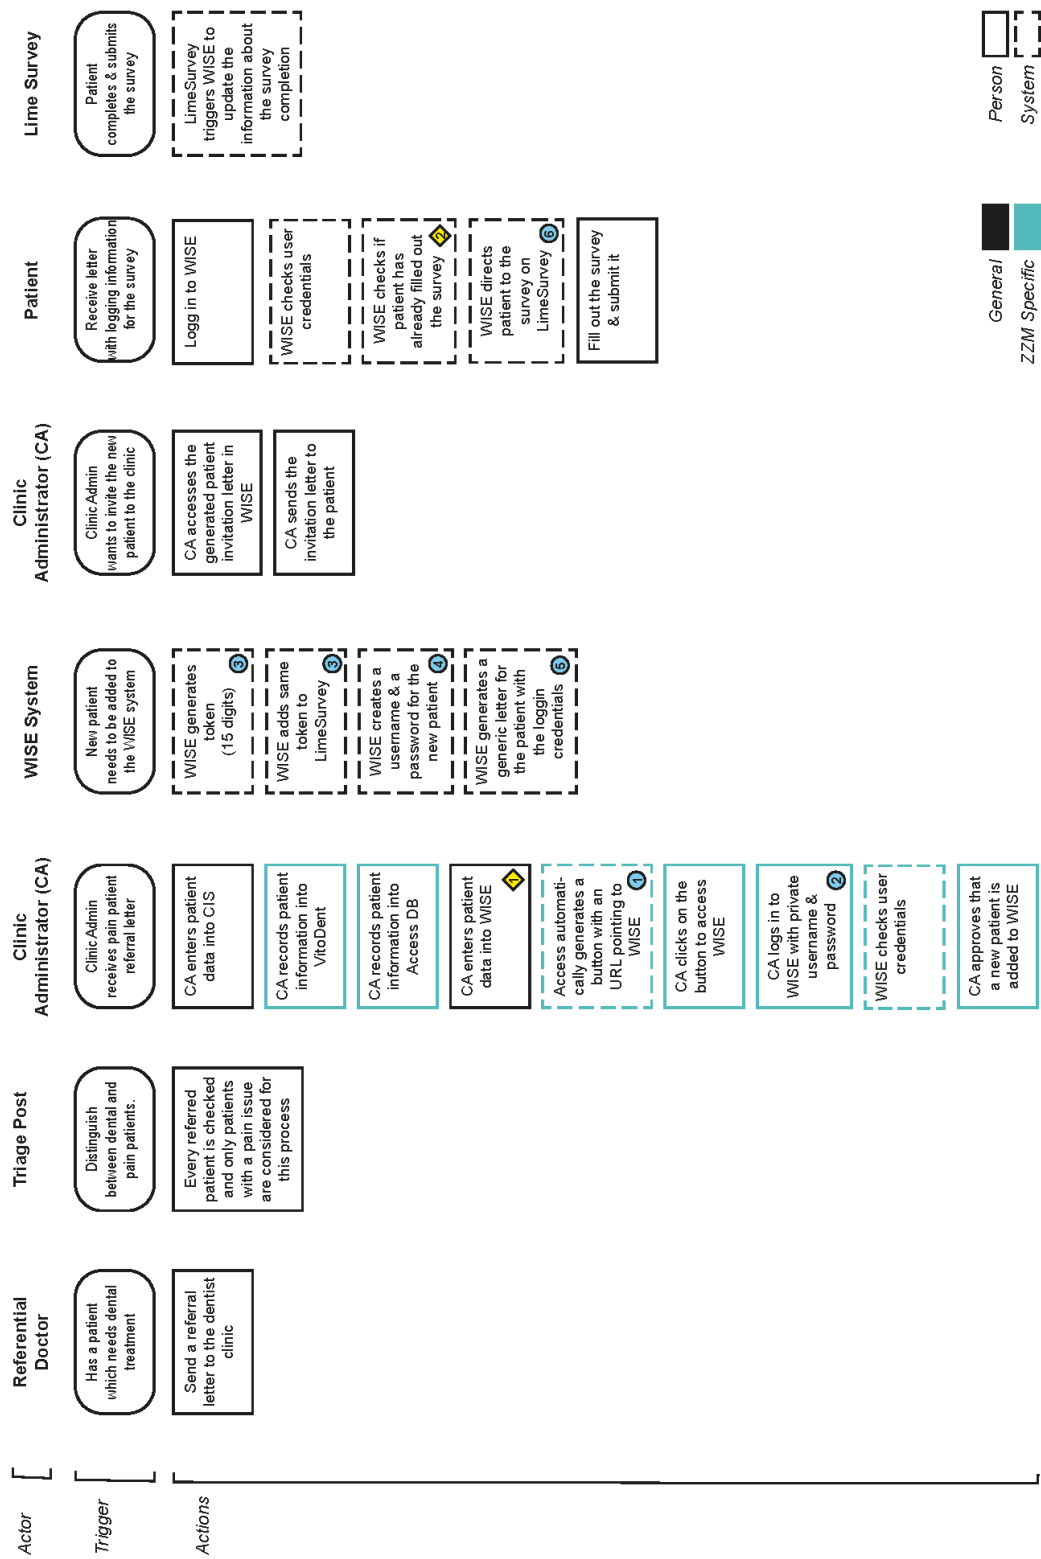 Actor
Referential
Doctor
Triage Post
Clinic
Administrator (CA)
WISE System
Clinic
Administrator (CA)
Patient
Lime Survey
Trigger
Has a patient
which needs dental
treatment
Distinguish
between dental and
pain patients.
Clinic Admin
receives pain patient
referral letter
New patient
needs to be added to
the WISE system
Clinic Admin
wants to invite the new
patient to the clinic
Receive letter
with logging information
for the survey
Patient
completes & submits
the survey
Actions
Send a referral
letter to the dentist
clinic
Every referred
patient is checked
and only patients
with a pain issue
are considered for
this process
CA enters patient
data into CIS
CA records patient
information into
VitoDent
CA records patient
information into
Access DB
CA enters patient
data into WISE
1
Access automati-
cally generates a
button with an
URL pointing to
WISE
1
CA clicks on the
button to access
WISE
CA logs in to
WISE with private
username &
password
2
WISE checks user
credentials
CA approves that
a new patient is
added to WISE
WISE generates
token
(15 digits)
3
WISE adds same
token to
LimeSurvey
3
WISE creates a
username & a
password for the
new patient
4
WISE generates a
generic letter for
the patient with
the loggin
credentials
5
CA accesses the
generated patient
invitation letter in
WISE
CA sends the
invitation letter to
the patient
Logg in to WISE
WISE checks user
credentials
WISE checks if
patient has
already filled out
the survey
2
WISE directs
patient to the
survey on
LimeSurvey
6
Fill out the survey
& submit it
LimeSurvey
triggers WISE to
update the
information about
the survey
completion
General
ZZM Specific
Person
System